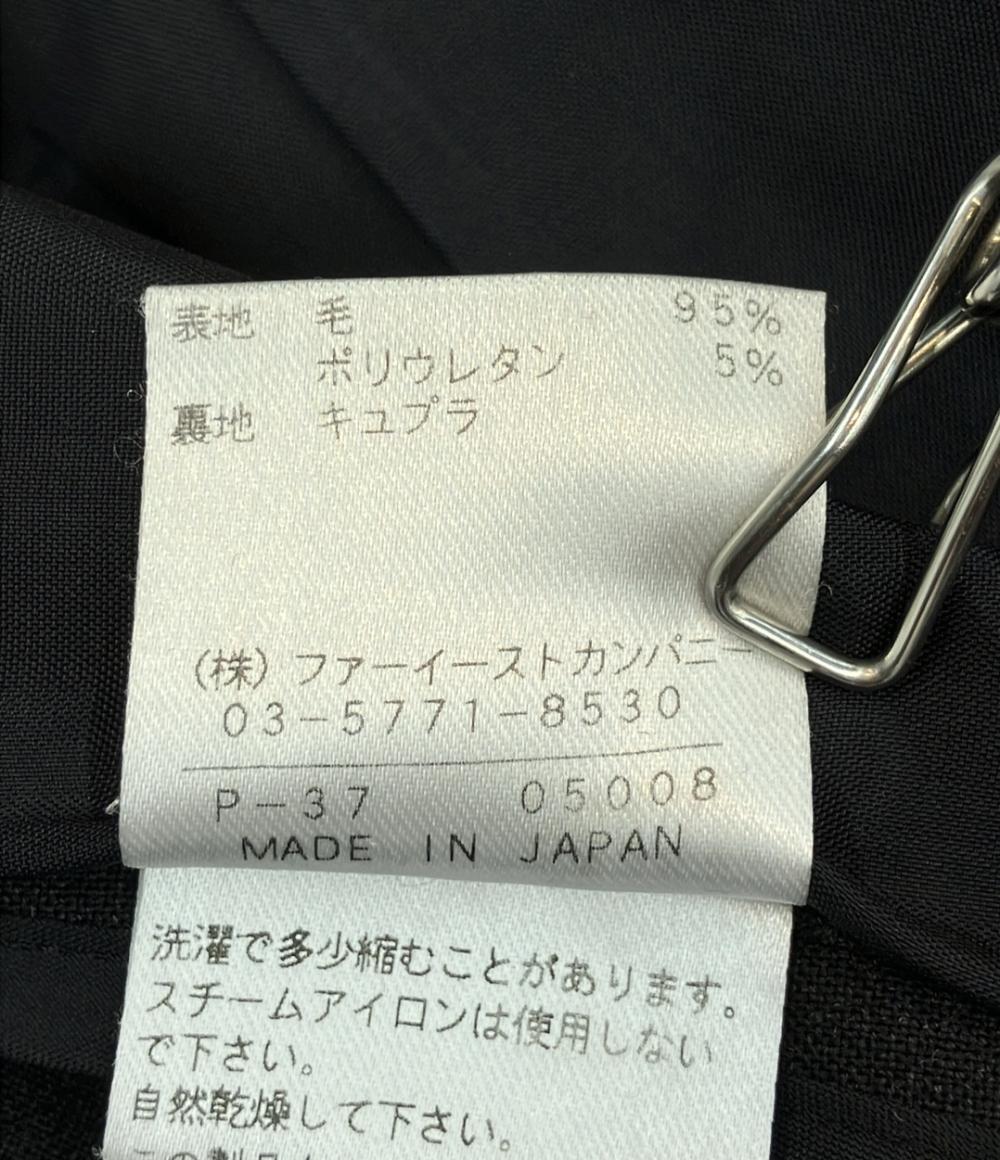 表地 毛 95%
ポリウレタン 5%
裏地 キュプラ
(株) ファーイーストカンパニー
03-5771-8530
P-37 05008
MADE IN JAPAN
洗濯で多少縮むことがあります。
スチームアイロンは使用しない
で下さい。
自然乾燥して下さい。